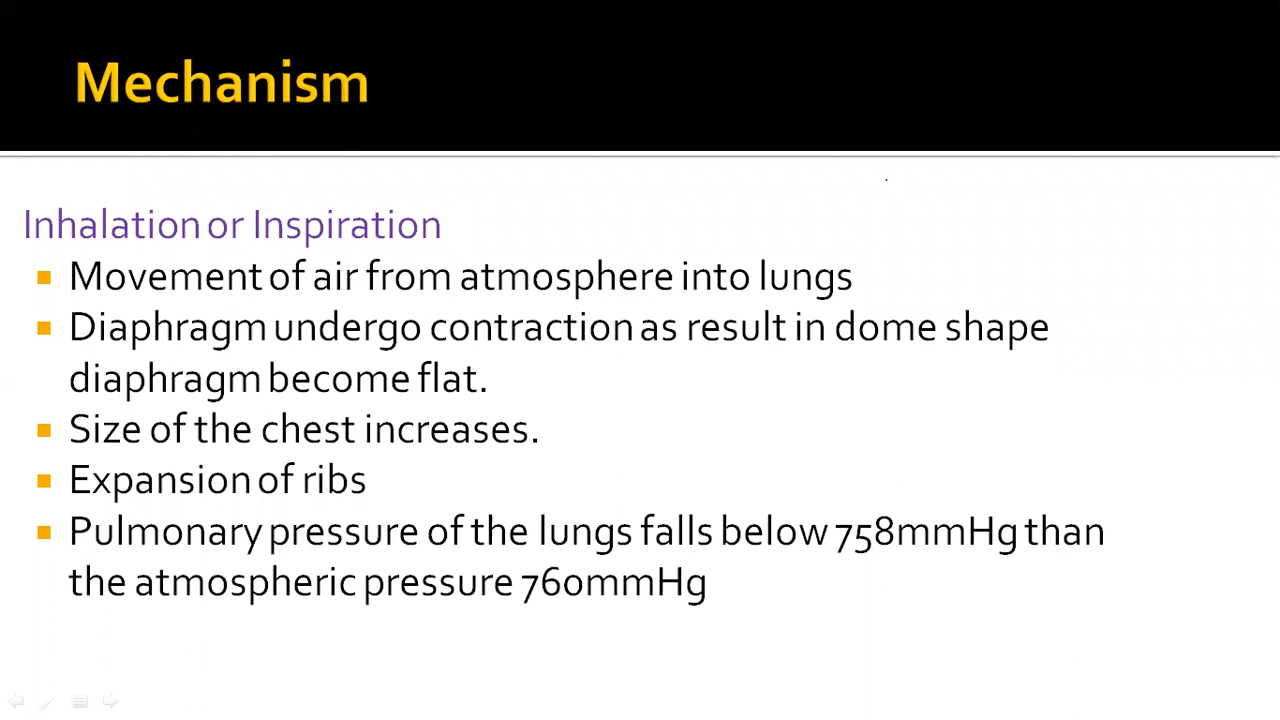 Mechanism
Inhalation or Inspiration
Movement of air from atmosphere into lungs
Diaphragm undergo contraction as result in dome shape
diaphragm become flat.
Size of the chest increases.
Expansion of ribs
Pulmonary pressure of the lungs falls below 758mmHg than
the atmospheric pressure 760mmHg